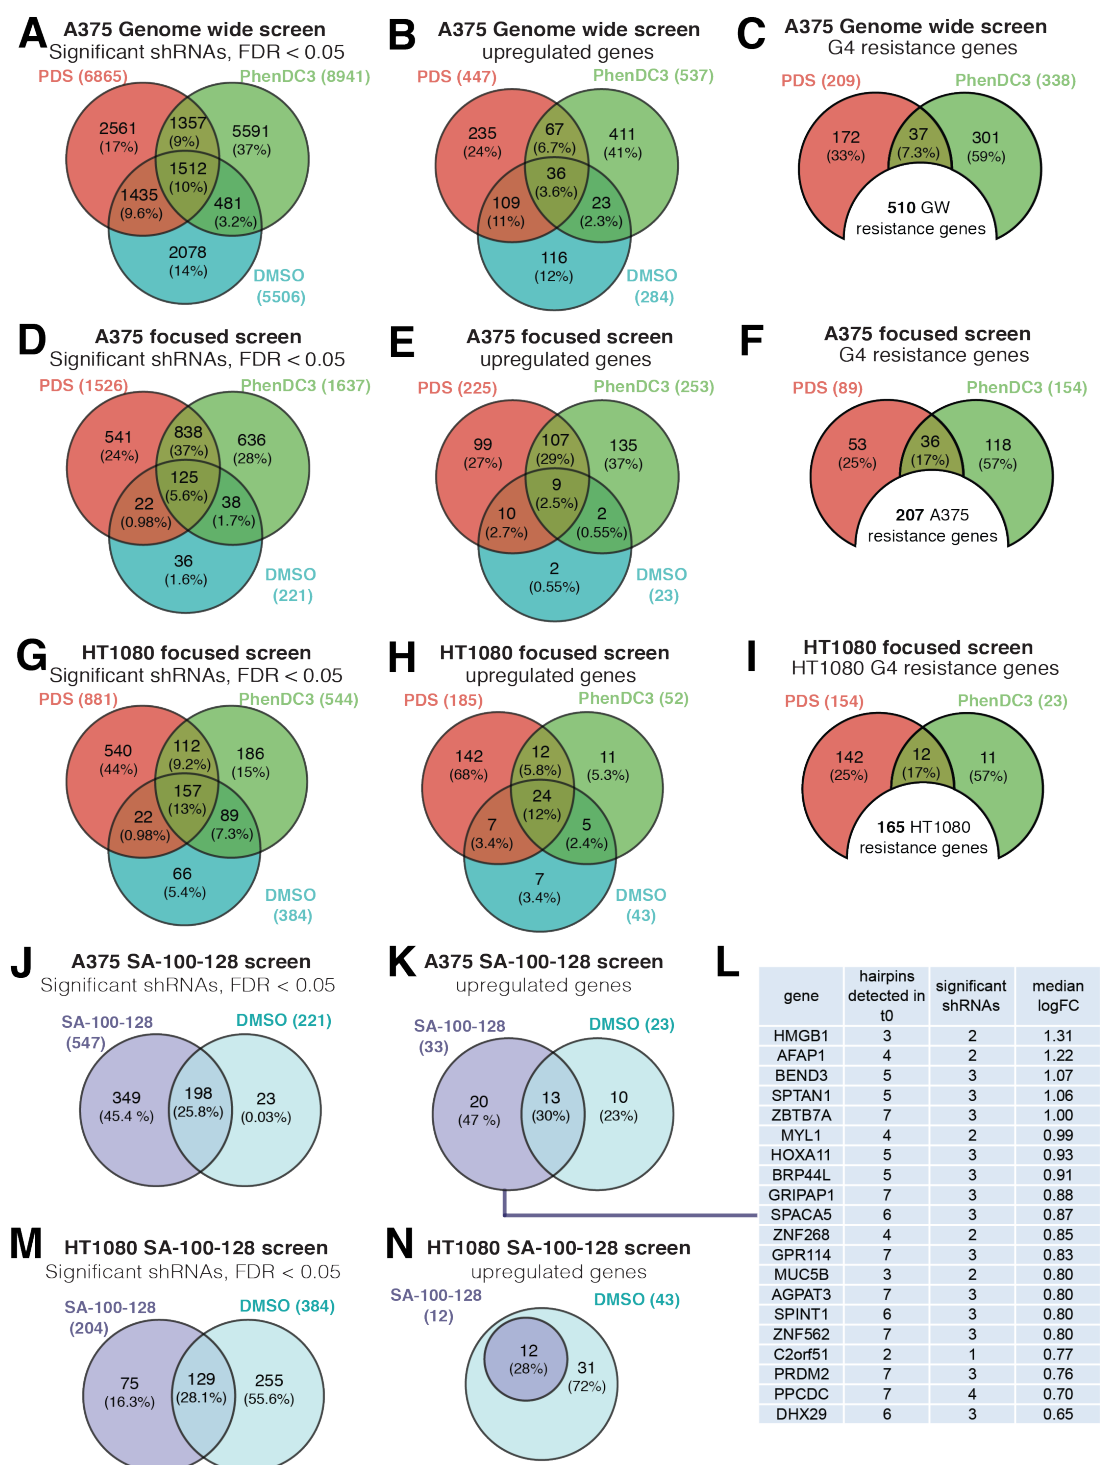 A
A375 Genome wide screen
Significant shRNAs, FDR < 0.05
PDS (6865)
PhenDC3 (8941)
2561
(17%)
1357
(9%)
5591
(37%)
1512
(10%)
1435
(9.6%)
481
(3.2%)
2078
(14%)
DMSO
(5506)
B
A375 Genome wide screen
upregulated genes
PDS (447)
PhenDC3 (537)
235
(24%)
67
(6.7%)
411
(41%)
36
(3.6%)
109
(11%)
23
(2.3%)
116
(12%)
DMSO
(284)
C
A375 Genome wide screen
G4 resistance genes
PDS (209)
PhenDC3 (338)
172
(33%)
37
(7.3%)
301
(59%)
510 GW
resistance genes
D
A375 focused screen
Significant shRNAs, FDR < 0.05
PDS (1526)
PhenDC3 (1637)
541
(24%)
838
(37%)
636
(28%)
125
(5.6%)
22
(0.98%)
38
(1.7%)
36
(1.6%)
DMSO
(221)
E
A375 focused screen
upregulated genes
PDS (225)
PhenDC3 (253)
99
(27%)
107
(29%)
135
(37%)
9
(2.5%)
10
(2.7%)
2
(0.55%)
2
(0.55%)
DMSO
(23)
F
A375 focused screen
G4 resistance genes
PDS (89)
PhenDC3 (154)
53
(25%)
36
(17%)
118
(57%)
207 A375
resistance genes
G
HT1080 focused screen
Significant shRNAs, FDR < 0.05
PDS (881)
PhenDC3 (544)
540
(44%)
112
(9.2%)
186
(15%)
157
(13%)
22
(0.98%)
89
(7.3%)
66
(5.4%)
DMSO
(384)
H
HT1080 focused screen
upregulated genes
PDS (185)
PhenDC3 (52)
142
(68%)
12
(5.8%)
11
(5.3%)
24
(12%)
7
(3.4%)
5
(2.4%)
7
(3.4%)
DMSO
(43)
I
HT1080 focused screen
HT1080 G4 resistance genes
PDS (154)
PhenDC3 (23)
142
(25%)
12
(17%)
11
(57%)
165 HT1080
resistance genes
J
A375 SA-100-128 screen
Significant shRNAs, FDR < 0.05
SA-100-128
(547)
DMSO (221)
349
(45.4 %)
198
(25.8%)
23
(0.03%)
K
A375 SA-100-128 screen
upregulated genes
SA-100-128
(33)
DMSO (23)
20
(47 %)
13
(30%)
10
(23%)
L
gene hairpins detected in t0 significant shRNAs median logFC
HMGB1 3 2 1.31
AFAP1 4 2 1.22
BEND3 5 3 1.07
SPTAN1 5 3 1.06
ZBTB7A 7 3 1.00
MYL1 4 2 0.99
HOXA11 5 3 0.93
BRP44L 5 3 0.91
GRIPAP1 7 3 0.88
SPACA5 6 3 0.87
ZNF268 4 2 0.85
GPR114 7 3 0.83
MUC5B 3 2 0.80
AGPAT3 7 3 0.80
SPINT1 6 3 0.80
ZNF562 7 3 0.80
C2orf51 2 1 0.77
PRDM2 7 3 0.76
PPCDC 7 4 0.70
DHX29 6 3 0.65
M
HT1080 SA-100-128 screen
Significant shRNAs, FDR < 0.05
SA-100-128
(204)
DMSO (384)
75
(16.3%)
129
(28.1%)
255
(55.6%)
N
HT1080 SA-100-128 screen
upregulated genes
SA-100-128
(12)
DMSO (43)
12
(28%)
31
(72%)